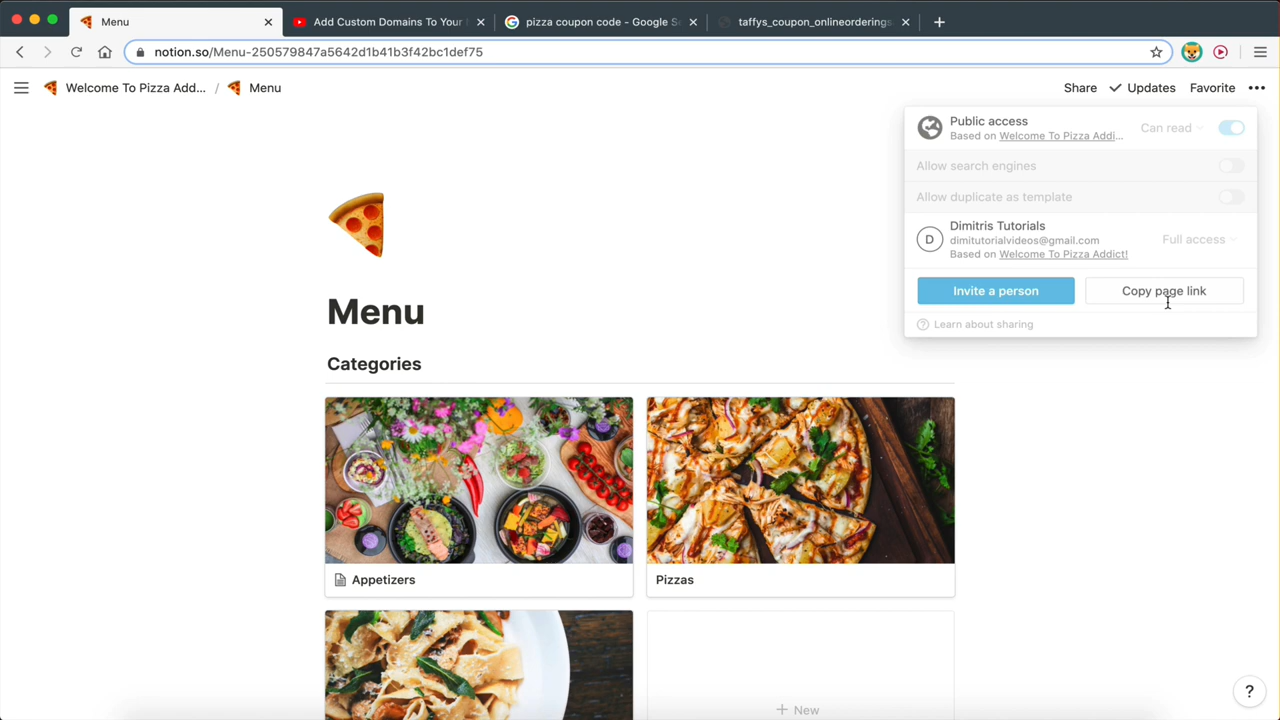 Menu
Add Custom Domains To Your
pizza coupon code - Google Se
taffys_coupon_onlineorderings
notion.so/Menu-250579847a5642d1b41b3f42bc1def75
Welcome To Pizza Add... / Menu
Share Updates Favorite
Public access
Based on Welcome To Pizza Addi...
Can read
Allow search engines
Allow duplicate as template
D
Dimitris Tutorials
dimitutorialvideos@gmail.com
Based on Welcome To Pizza Addict!
Full access
Invite a person
Copy page link
Learn about sharing
Menu
Categories
Appetizers
Pizzas
+ New
?